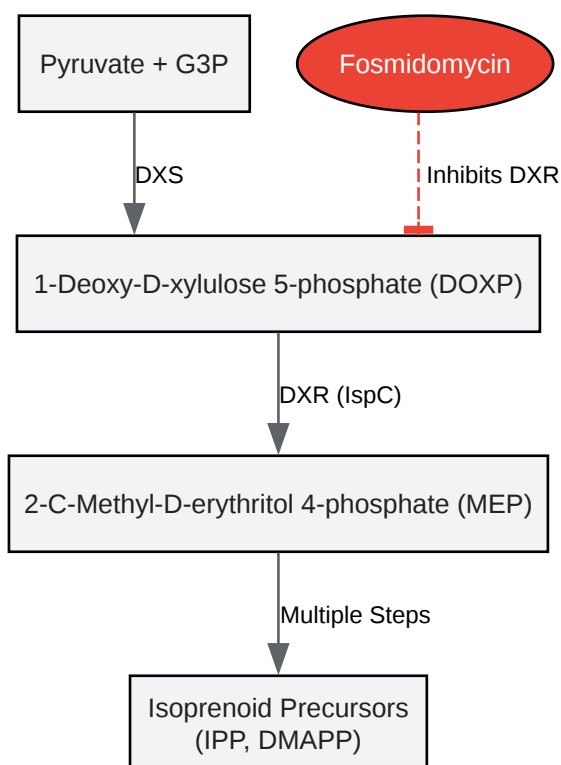 Pyruvate + G3P
Fosmidomycin
DXS
Inhibits DXR
1-Deoxy-D-xylulose 5-phosphate (DOXP)
DXR (IspC)
2-C-Methyl-D-erythritol 4-phosphate (MEP)
Multiple Steps
Isoprenoid Precursors
(IPP, DMAPP)